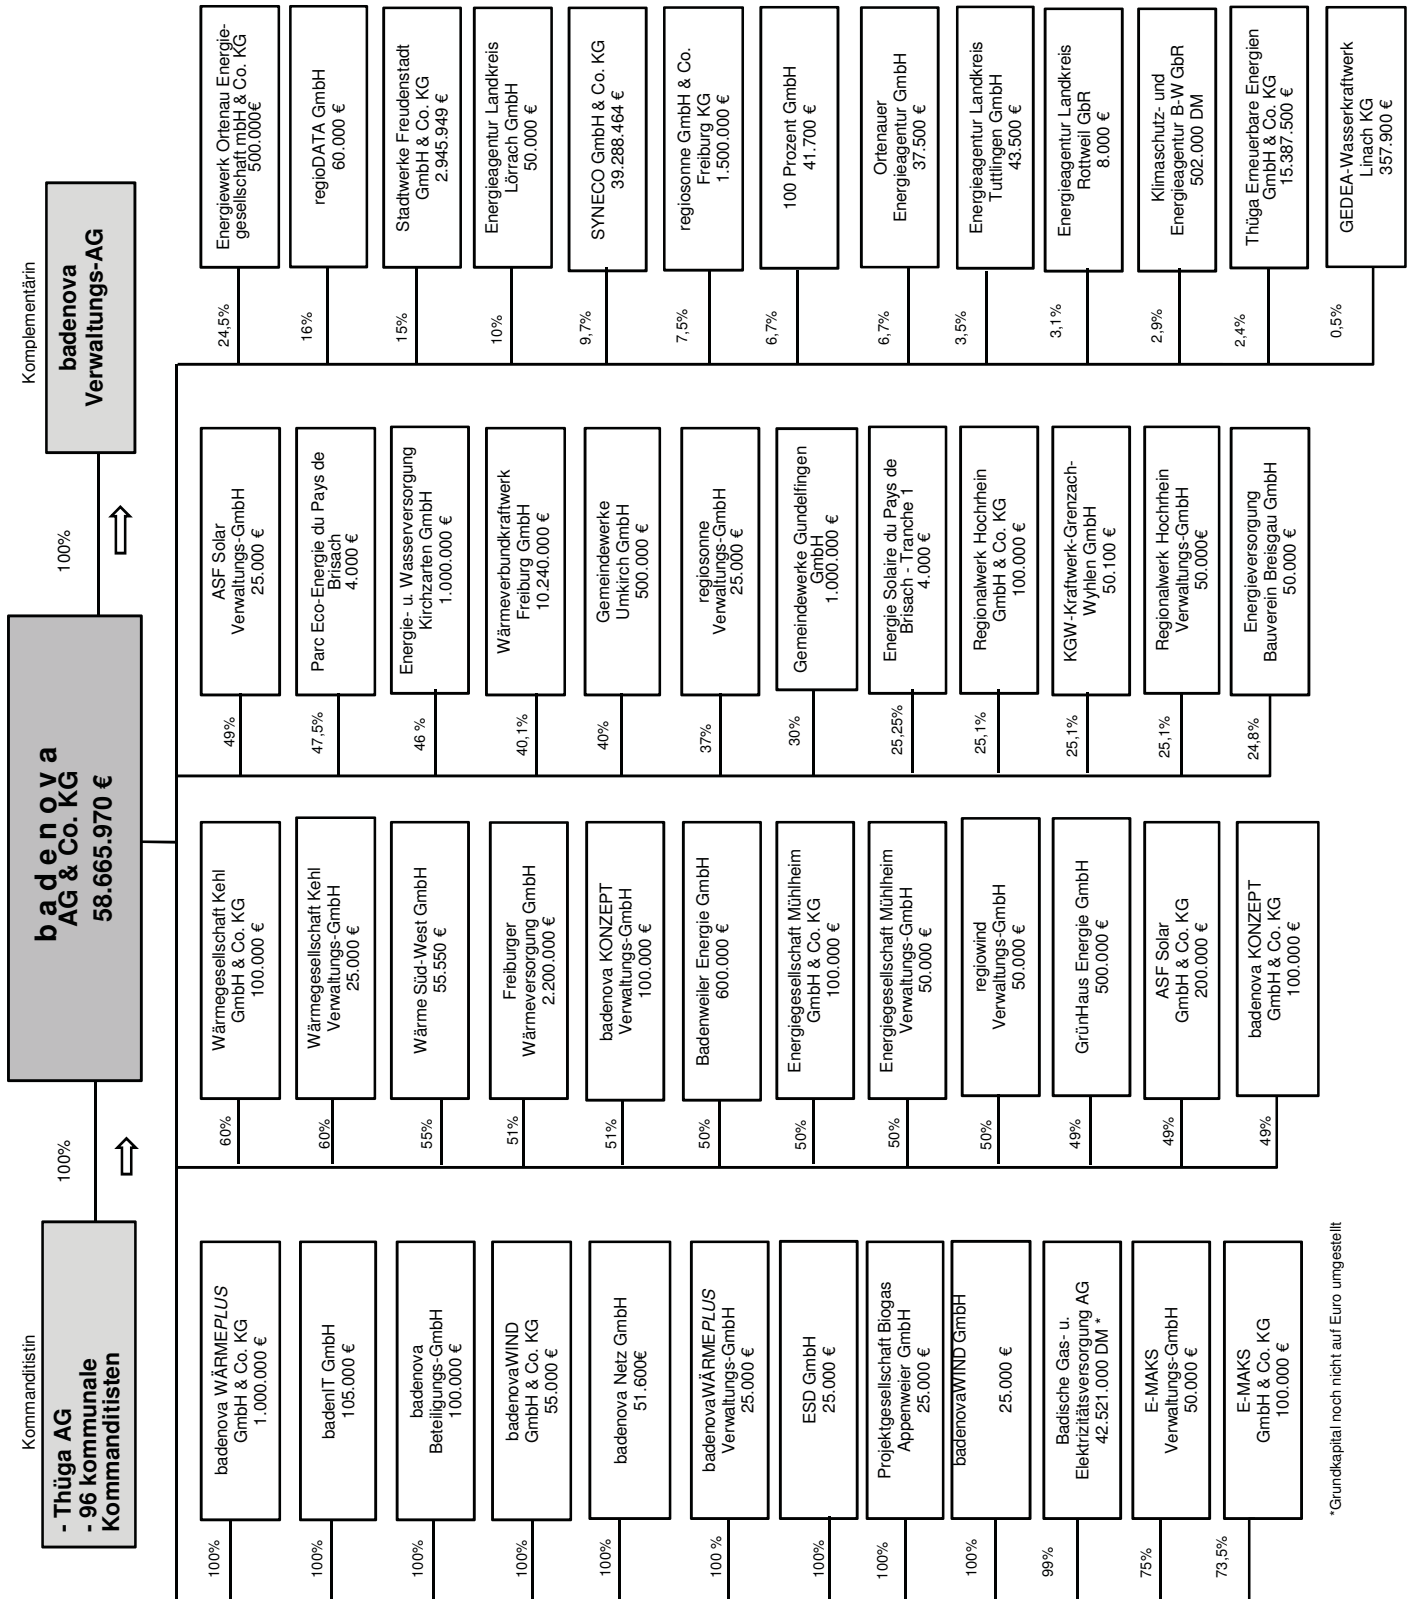 Kommanditistin
- Thüga AG
- 96 kommunale
Kommanditisten
100%
badenova
AG & Co. KG
58.665.970 €
100%
Komplementärin
badenova
Verwaltungs-AG
100%
badenova WÄRMEPLUS
GmbH & Co. KG
1.000.000 €
100%
badenIT GmbH
105.000 €
100%
badenova
Beteiligungs-GmbH
100.000 €
100%
badenovaWIND
GmbH & Co. KG
55.000 €
100%
badenova Netz GmbH
51.600€
100 %
badenovaWÄRMEPLUS
Verwaltungs-GmbH
25.000 €
100%
ESD GmbH
25.000 €
100%
Projektgesellschaft Biogas
Appenweier GmbH
25.000 €
100%
badenovaWIND GmbH
25.000 €
99%
Badische Gas- u.
Elektrizitätsversorgung AG
42.521.000 DM *
75%
E-MAKS
Verwaltungs-GmbH
50.000 €
73,5%
E-MAKS
GmbH & Co. KG
100.000 €
60%
Wärmegesellschaft Kehl
GmbH & Co. KG
100.000 €
60%
Wärmegesellschaft Kehl
Verwaltungs-GmbH
25.000 €
55%
Wärme Süd-West GmbH
55.550 €
51%
Freiburger
Wärmeversorgung GmbH
2.200.000 €
51%
badenova KONZEPT
Verwaltungs-GmbH
100.000 €
50%
Badenweiler Energie GmbH
600.000 €
50%
Energiegesellschaft Mühlheim
GmbH & Co. KG
100.000 €
50%
Energiegesellschaft Mühlheim
Verwaltungs-GmbH
50.000 €
50%
regiowind
Verwaltungs-GmbH
50.000 €
49%
GrünHaus Energie GmbH
500.000 €
49%
ASF Solar
GmbH & Co. KG
200.000 €
49%
badenova KONZEPT
GmbH & Co. KG
100.000 €
49%
ASF Solar
Verwaltungs-GmbH
25.000 €
47,5%
Parc Eco-Energie du Pays de
Brisach
4.000 €
46 %
Energie- u. Wasserversorgung
Kirchzarten GmbH
1.000.000 €
40,1%
Wärmeverbundkraftwerk
Freiburg GmbH
10.240.000 €
40%
Gemeindewerke
Umkirch GmbH
500.000 €
37%
regiosonne
Verwaltungs-GmbH
25.000 €
30%
Gemeindewerke Gundelfingen
GmbH
1.000.000 €
25,25%
Energie Solaire du Pays de
Brisach - Tranche 1
4.000 €
25,1%
Regionalwerk Hochrhein
GmbH & Co. KG
100.000 €
25,1%
KGW-Kraftwerk-Grenzach-
Wyhlen GmbH
50.100 €
25,1%
Regionalwerk Hochrhein
Verwaltungs-GmbH
50.000€
24,8%
Energieversorgung
Bauverein Breisgau GmbH
50.000 €
24,5%
Energiewerk Ortenau Energie-
gesellschaft mbH & Co. KG
500.000€
16%
regioDATA GmbH
60.000 €
15%
Stadtwerke Freudenstadt
GmbH & Co. KG
2.945.949 €
10%
Energieagentur Landkreis
Lörrach GmbH
50.000 €
9,7%
SYNECO GmbH & Co. KG
39.288.464 €
7,5%
regiosonne GmbH & Co.
Freiburg KG
1.500.000 €
6,7%
100 Prozent GmbH
41.700 €
6,7%
Ortenauer
Energieagentur GmbH
37.500 €
3,5%
Energieagentur Landkreis
Tuttlingen GmbH
43.500 €
3,1%
Energieagentur Landkreis
Rottweil GbR
8.000 €
2,9%
Klimaschutz- und
Energieagentur B-W GbR
502.000 DM
2,4%
Thüga Erneuerbare Energien
GmbH & Co. KG
15.387.500 €
0,5%
GEDEA-Wasserkraftwerk
Linach KG
357.900 €
*Grundkapital noch nicht auf Euro umgestellt